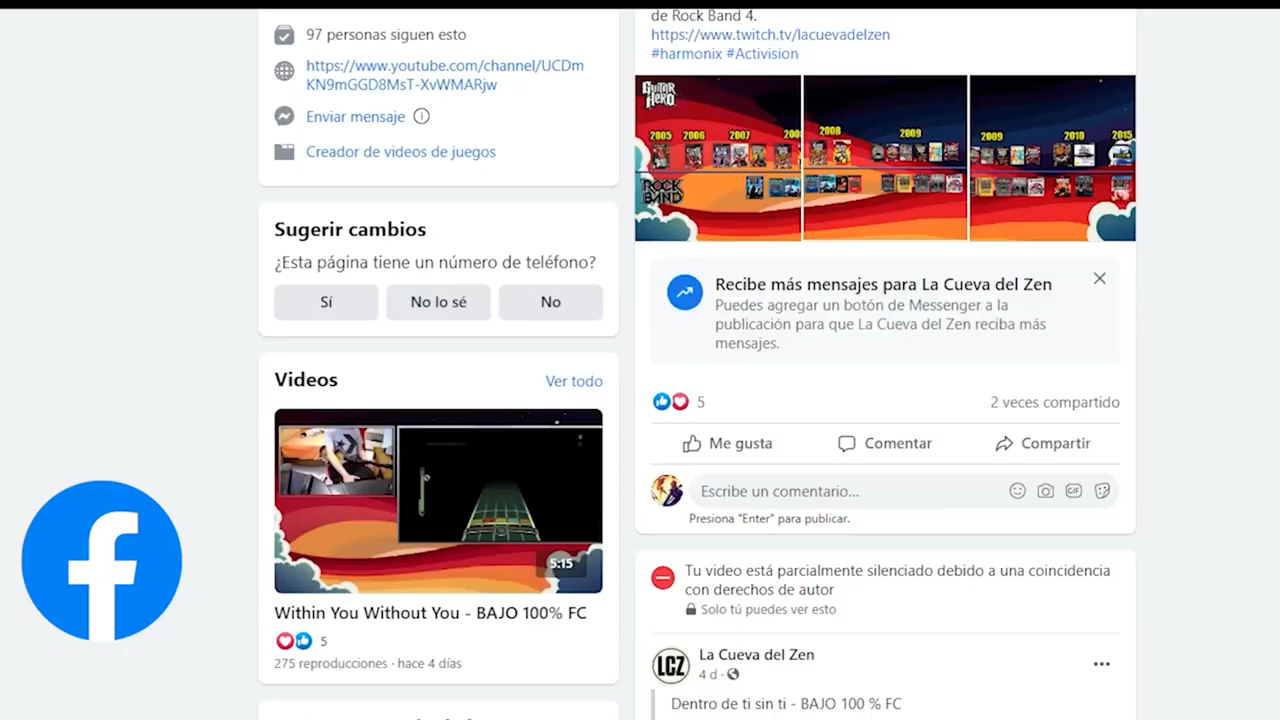 97 personas siguen esto
https://www.youtube.com/channel/UCDm
KN9mGGD8MsT-XvWMARjw
Enviar mensaje
Creador de videos de juegos
Sugerir cambios
¿Esta página tiene un número de teléfono?
Sí
No lo sé
No
Videos
Ver todo
5:15
Within You Without You - BAJO 100% FC
5
275 reproducciones · hace 4 días
de Rock Band 4.
https://www.twitch.tv/lacuevadelzen
#harmonix #Activision
GUITAR
HERO
2005 2006 2007 2008 2009 2009 2010 2015
ROCK
BAND
Recibe más mensajes para La Cueva del Zen
Puedes agregar un botón de Messenger a la
publicación para que La Cueva del Zen reciba más
mensajes.
5
2 veces compartido
Me gusta
Comentar
Compartir
Escribe un comentario...
GIF
Presiona "Enter" para publicar.
Tu video está parcialmente silenciado debido a una coincidencia
con derechos de autor
Solo tú puedes ver esto
LCZ
La Cueva del Zen
4 d ·
Dentro de ti sin ti - BAJO 100 % FC